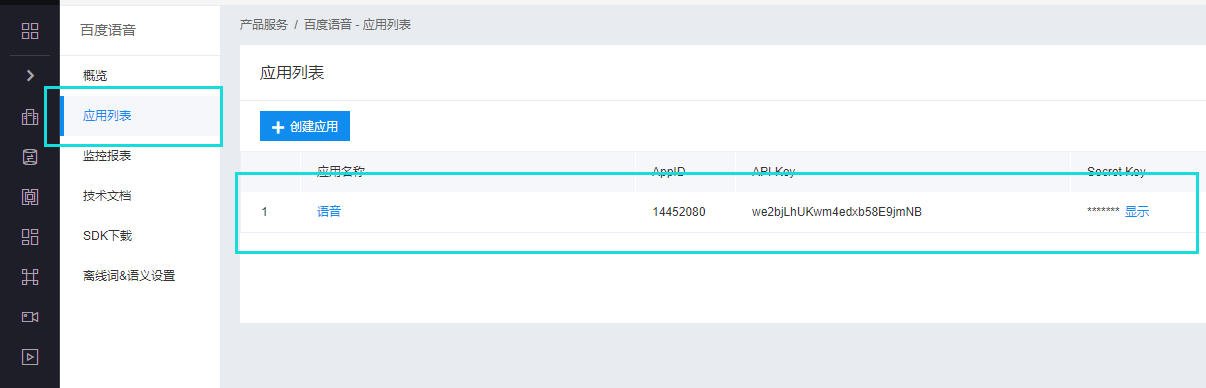 百度语音
概览
应用列表
监控报表
技术文档
SDK下载
离线词&语义设置
产品服务 / 百度语音 - 应用列表
应用列表
创建应用
应用名称 AppID API Key Secret Key
1 语音 14452080 we2bjLhUKwm4edxb58E9jmNB ******* 显示